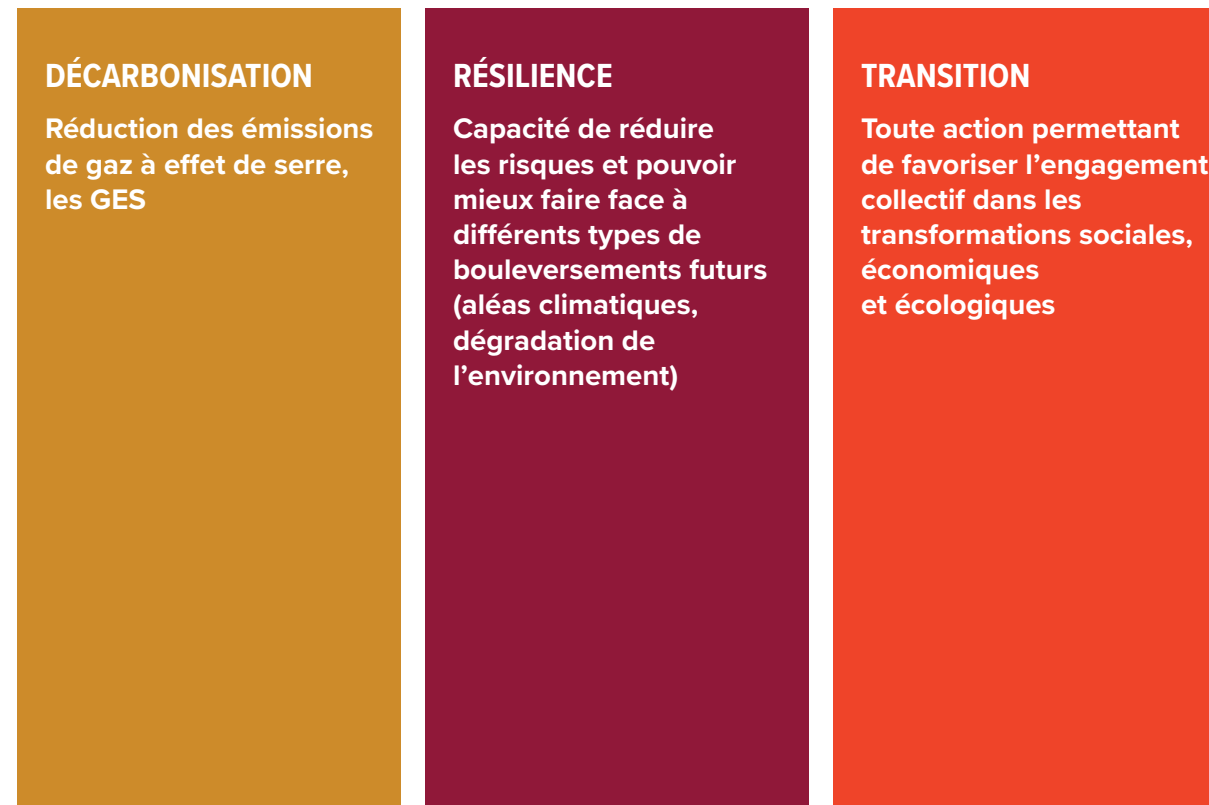 DÉCARBONISATION
Réduction des émissions
de gaz à effet de serre,
les GES
RÉSILIENCE
Capacité de réduire
les risques et pouvoir
mieux faire face à
différents types de
bouleversements futurs
(aléas climatiques,
dégradation de
l’environnement)
TRANSITION
Toute action permettant
de favoriser l’engagement
collectif dans les
transformations sociales,
économiques
et écologiques